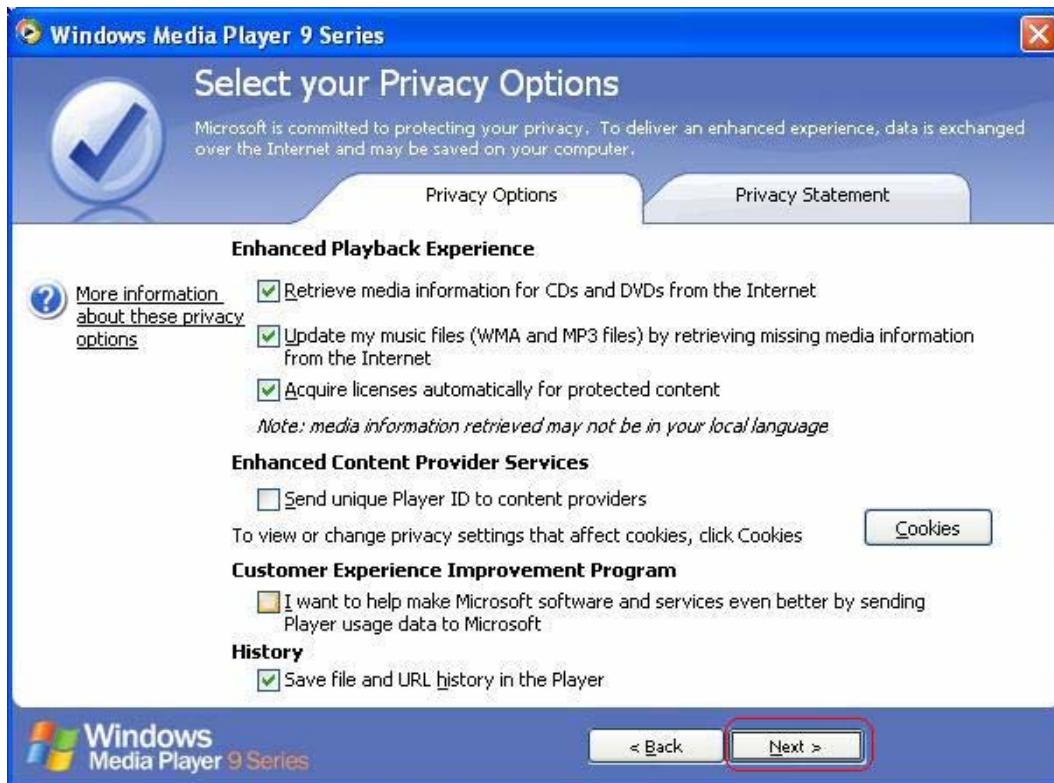 Windows Media Player 9 Series
Select your Privacy Options
Microsoft is committed to protecting your privacy. To deliver an enhanced experience, data is exchanged
over the Internet and may be saved on your computer.
Privacy Options
Privacy Statement
More information
about these privacy
options
Enhanced Playback Experience
Retrieve media information for CDs and DVDs from the Internet
Update my music files (WMA and MP3 files) by retrieving missing media information
from the Internet
Acquire licenses automatically for protected content
Note: media information retrieved may not be in your local language
Enhanced Content Provider Services
Send unique Player ID to content providers
To view or change privacy settings that affect cookies, click Cookies
Cookies
Customer Experience Improvement Program
I want to help make Microsoft software and services even better by sending
Player usage data to Microsoft
History
Save file and URL history in the Player
Windows
Media Player 9 Series
< Back
Next >